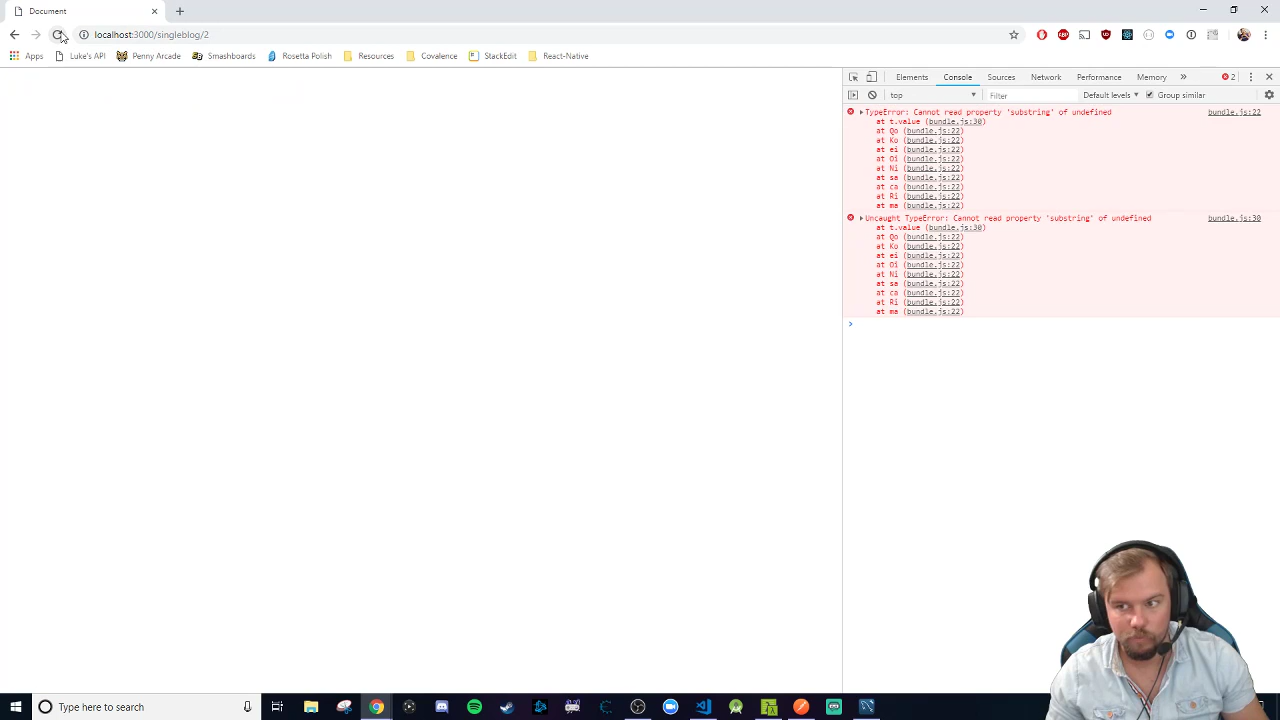 Document
localhost:3000/singleblog/2
Apps Luke's API Penny Arcade Smashboards Rosetta Polish Resources Covalence StackEdit React-Native
Elements Console Sources Network Performance Memory » 2
top Filter Default levels Group similar
TypeError: Cannot read property 'substring' of undefined bundle.js:22
at t.value (bundle.js:30)
at Qo (bundle.js:22)
at Ko (bundle.js:22)
at ei (bundle.js:22)
at Oi (bundle.js:22)
at Ni (bundle.js:22)
at sa (bundle.js:22)
at ca (bundle.js:22)
at Ri (bundle.js:22)
at ma (bundle.js:22)
Uncaught TypeError: Cannot read property 'substring' of undefined bundle.js:30
at t.value (bundle.js:30)
at Qo (bundle.js:22)
at Ko (bundle.js:22)
at ei (bundle.js:22)
at Oi (bundle.js:22)
at Ni (bundle.js:22)
at sa (bundle.js:22)
at ca (bundle.js:22)
at Ri (bundle.js:22)
at ma (bundle.js:22)
Type here to search